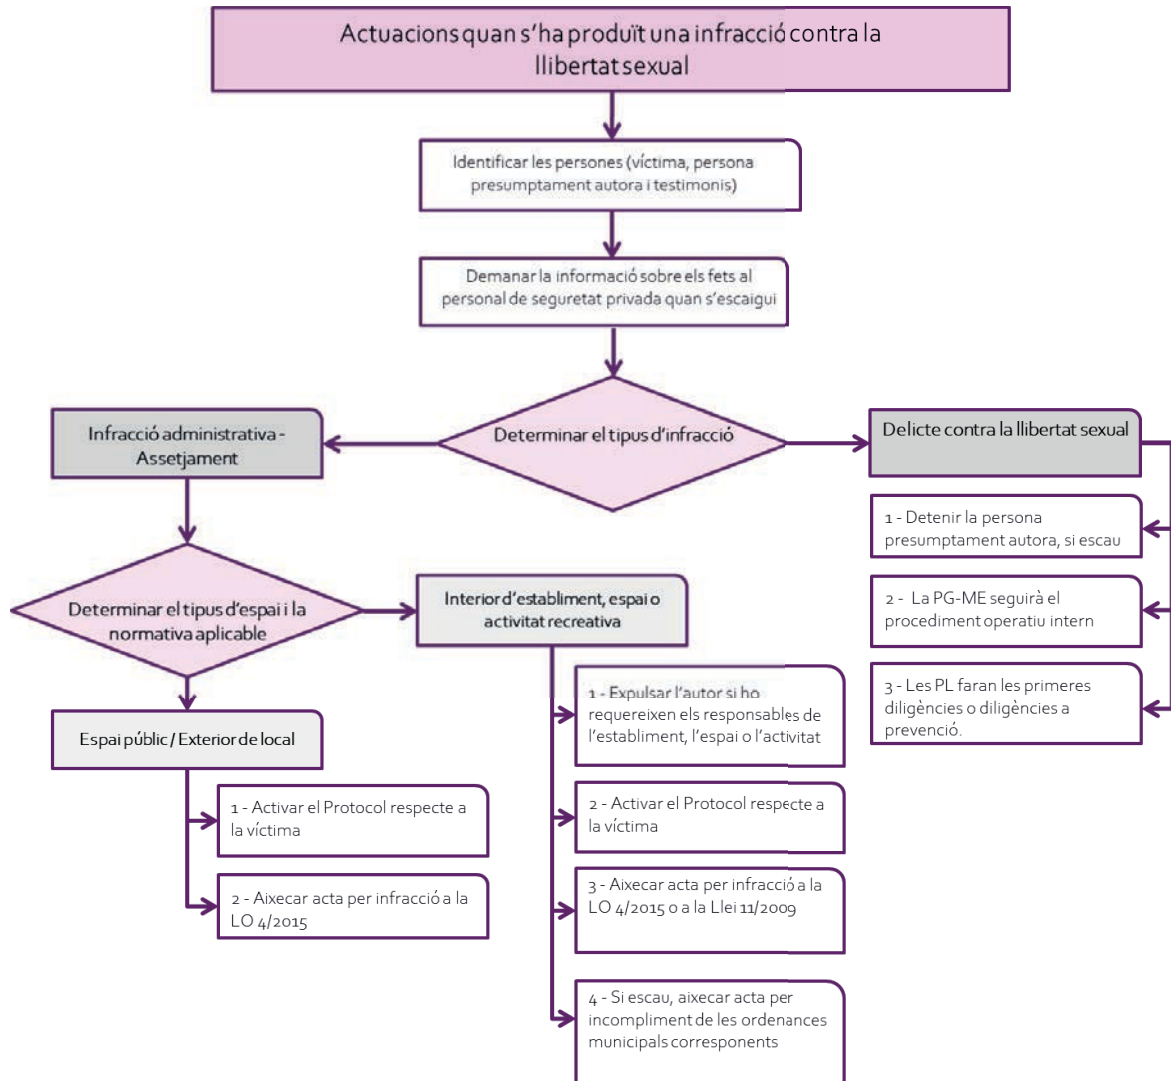 Actuacions quan s'ha produït una infracció contra la
llibertat sexual
Identificar les persones (víctima, persona
presumptament autora i testimonis)
Demanar la informació sobre els fets al
personal de seguretat privada quan s'escaigui
Determinar el tipus d'infracció
Infracció administrativa -
Assetjament
Delicte contra la llibertat sexual
1 - Detenir la persona
presumptament autora, si escau
2 - La PG-ME seguirà el
procediment operatiu intern
3 - Les PL faran les primeres
diligències o diligències a
prevenció.
Determinar el tipus d'espai i la
normativa aplicable
Interior d'establiment, espai o
activitat recreativa
1 - Expulsar l'autor si ho
requereixen els responsables de
l'establiment, l'espai o l'activitat
2 - Activar el Protocol respecte a
la víctima
3 - Aixecar acta per infracció a la
LO 4/2015 o a la Llei 11/2009
4 - Si escau, aixecar acta per
incompliment de les ordenances
municipals corresponents
Espai públic / Exterior de local
1 - Activar el Protocol respecte a
la víctima
2 - Aixecar acta per infracció a la
LO 4/2015